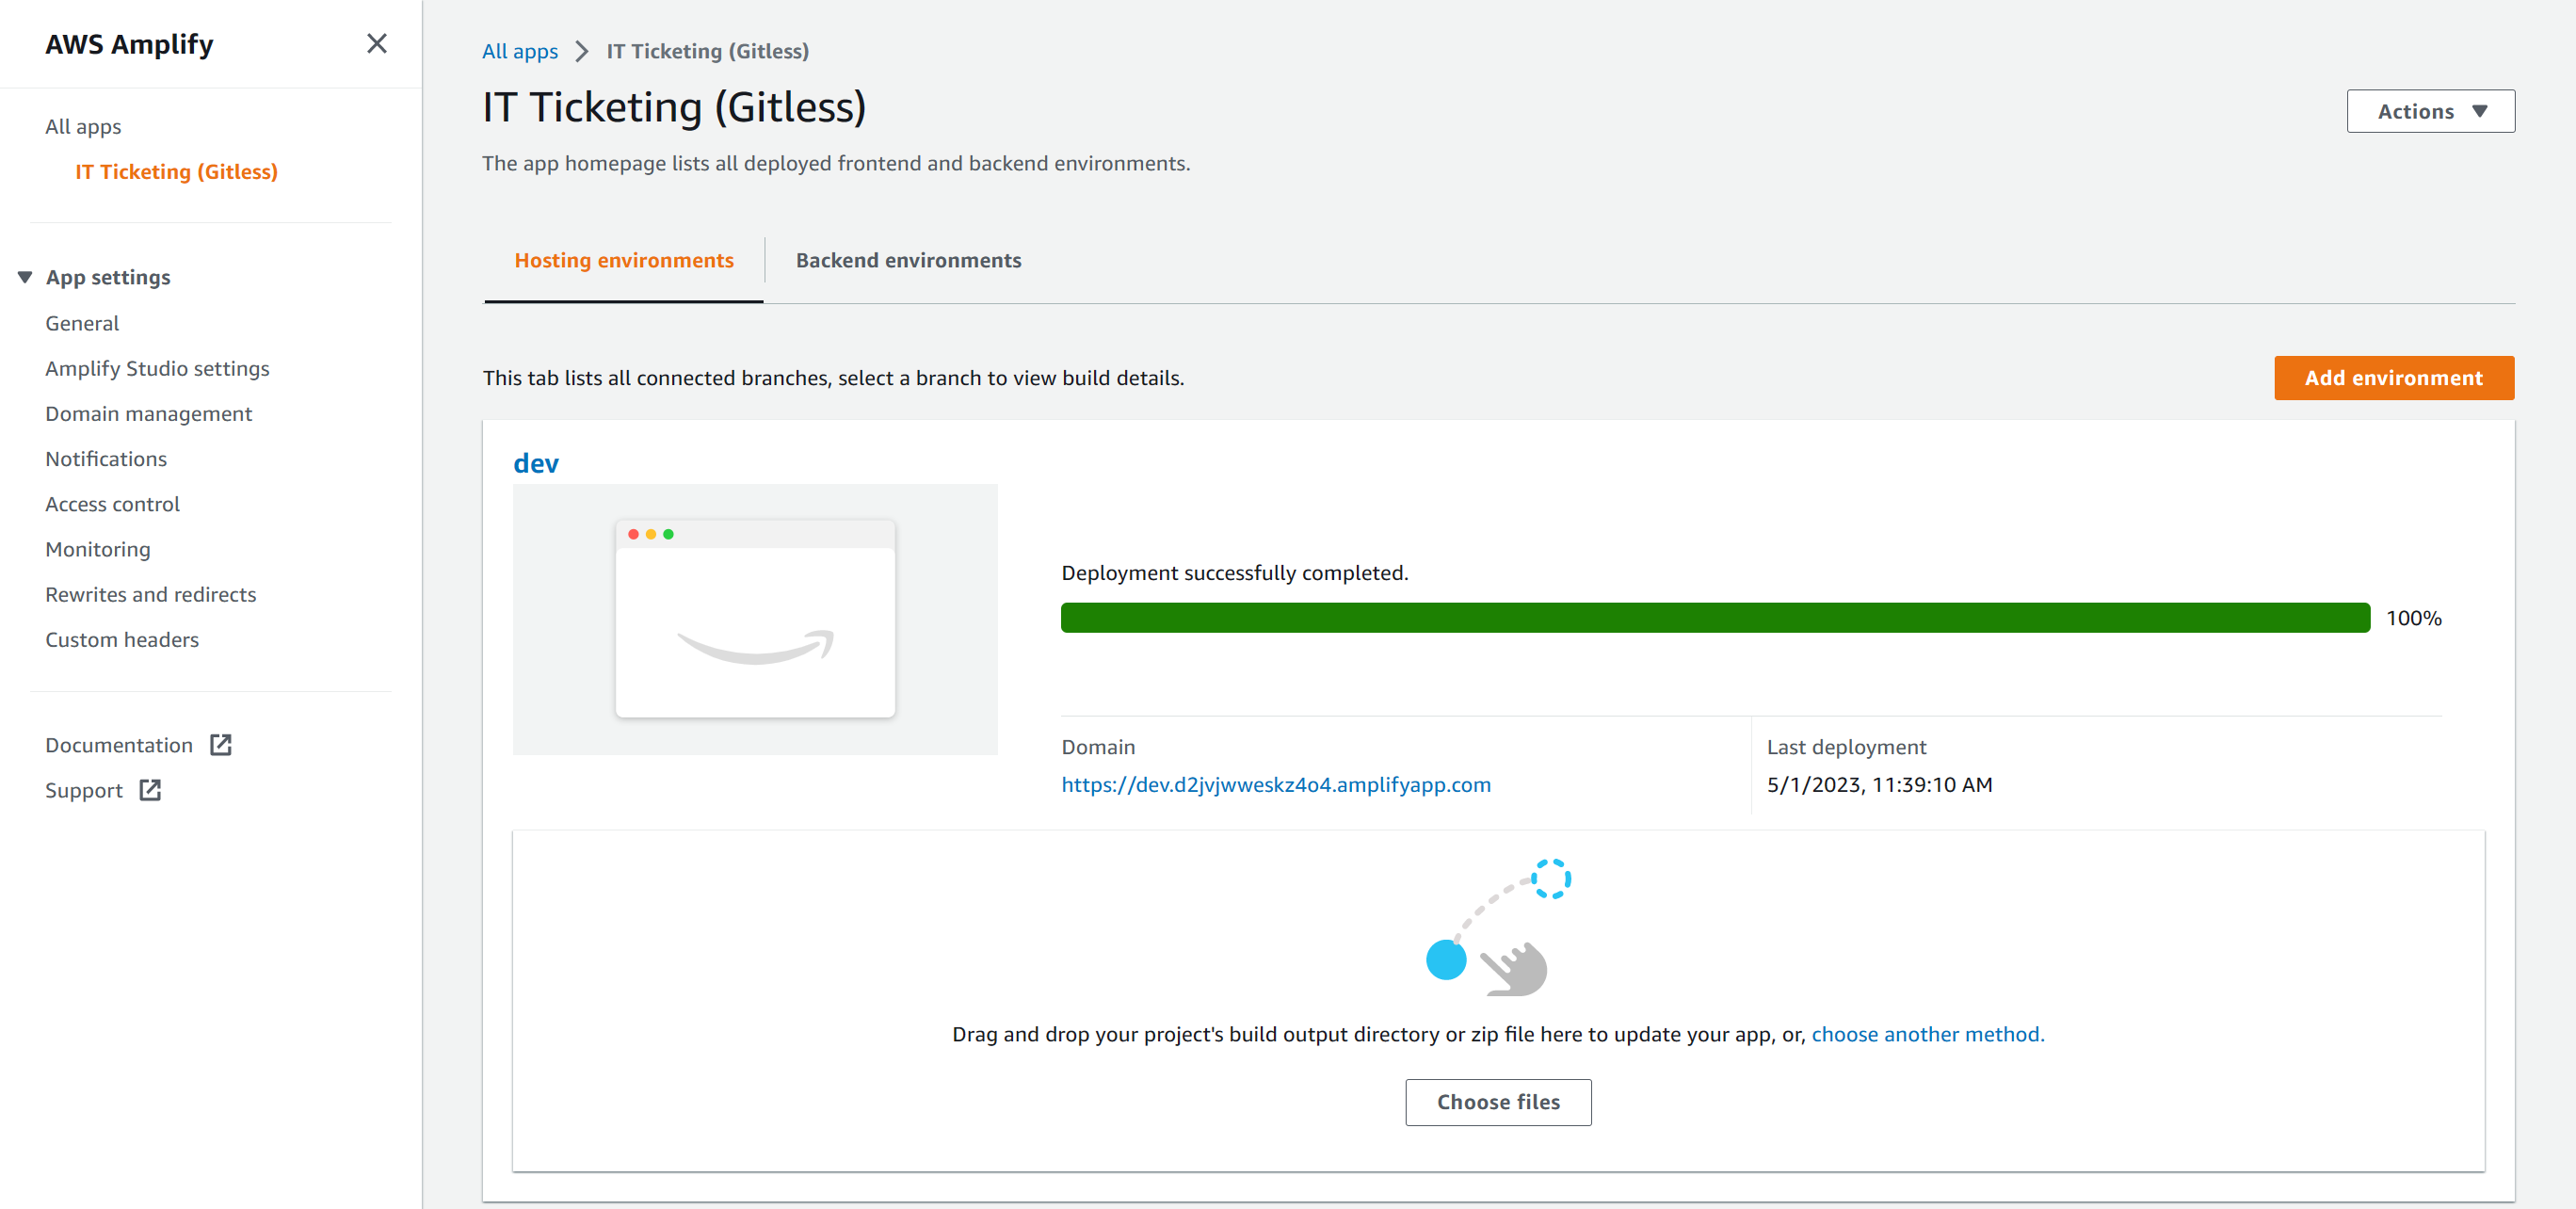 AWS Amplify
All apps
IT Ticketing (Gitless)
App settings
General
Amplify Studio settings
Domain management
Notifications
Access control
Monitoring
Rewrites and redirects
Custom headers
Documentation
Support
All apps IT Ticketing (Gitless)
IT Ticketing (Gitless)
Actions
The app homepage lists all deployed frontend and backend environments.
Hosting environments Backend environments
This tab lists all connected branches, select a branch to view build details.
Add environment
dev
Deployment successfully completed.
100%
Domain
https://dev.d2jvjwweskz4o4.amplifyapp.com
Last deployment
5/1/2023, 11:39:10 AM
Drag and drop your project's build output directory or zip file here to update your app, or, choose another method.
Choose files